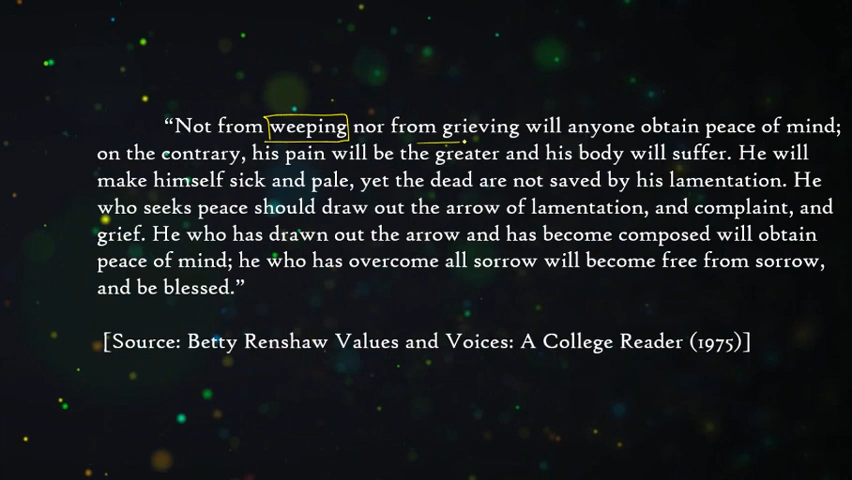 “Not from weeping nor from grieving will anyone obtain peace of mind;
on the contrary, his pain will be the greater and his body will suffer. He will
make himself sick and pale, yet the dead are not saved by his lamentation. He
who seeks peace should draw out the arrow of lamentation, and complaint, and
grief. He who has drawn out the arrow and has become composed will obtain
peace of mind; he who has overcome all sorrow will become free from sorrow,
and be blessed.”
[Source: Betty Renshaw Values and Voices: A College Reader (1975)]